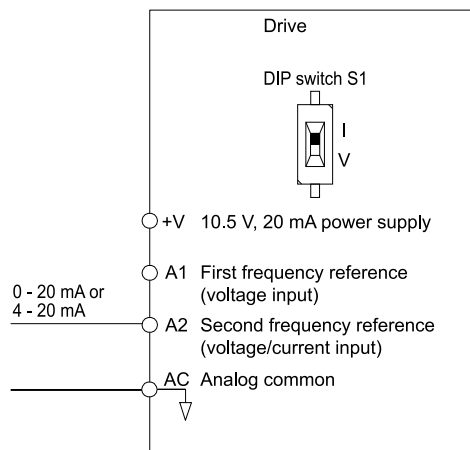 Drive
DIP switch S1
I
V
+V 10.5 V, 20 mA power supply
A1 First frequency reference
(voltage input)
0 - 20 mA or
4 - 20 mA
A2 Second frequency reference
(voltage/current input)
AC Analog common